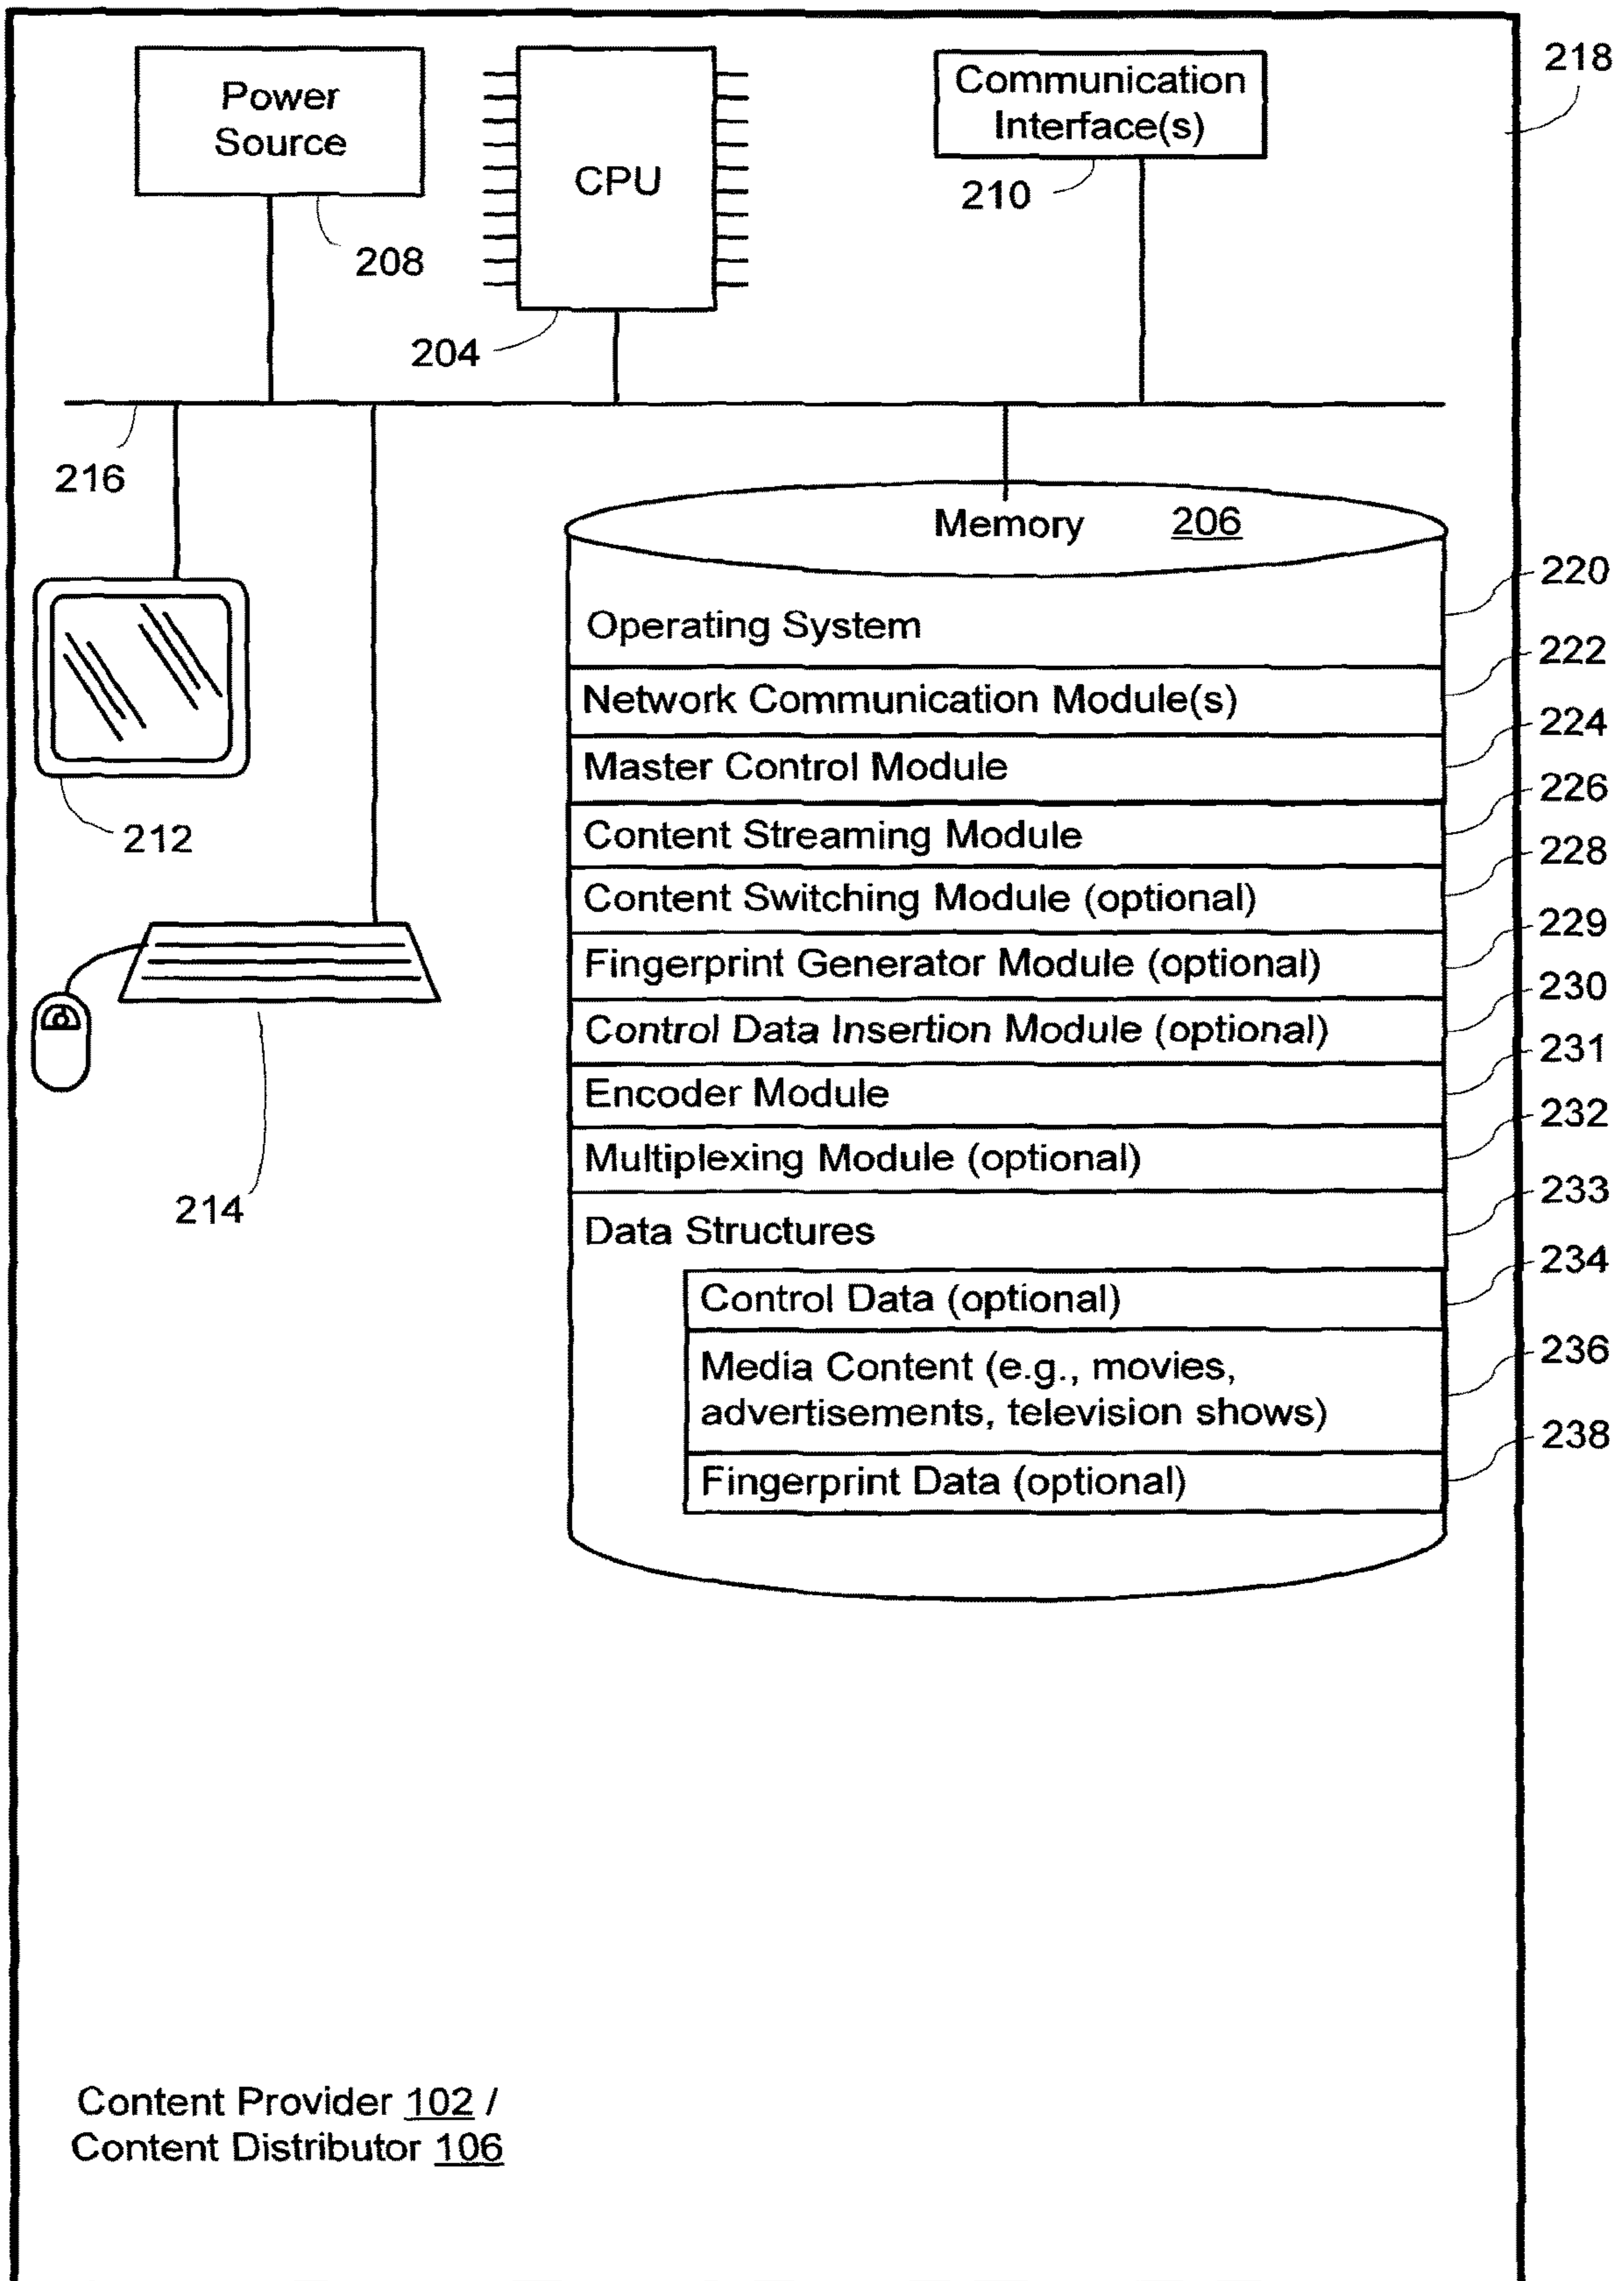 Power
Source
208
CPU
204
Communication
Interface(s)
210
218
216
212
214
Memory 206
Operating System
220
Network Communication Module(s)
222
Master Control Module
224
Content Streaming Module
226
Content Switching Module (optional)
228
Fingerprint Generator Module (optional)
229
Control Data Insertion Module (optional)
230
Encoder Module
231
Multiplexing Module (optional)
232
Data Structures
233
Control Data (optional)
234
Media Content (e.g., movies,
advertisements, television shows)
236
Fingerprint Data (optional)
238
Content Provider 102 /
Content Distributor 106